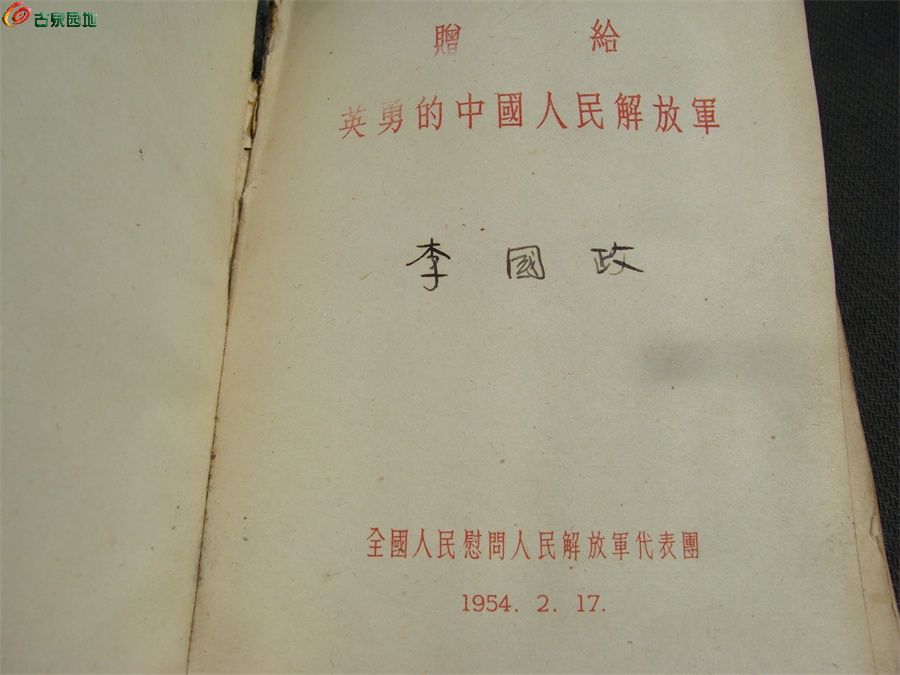 古泉园地
贈 給
英勇的中國人民解放軍
李國政
全國人民慰問人民解放軍代表團
1954. 2. 17.